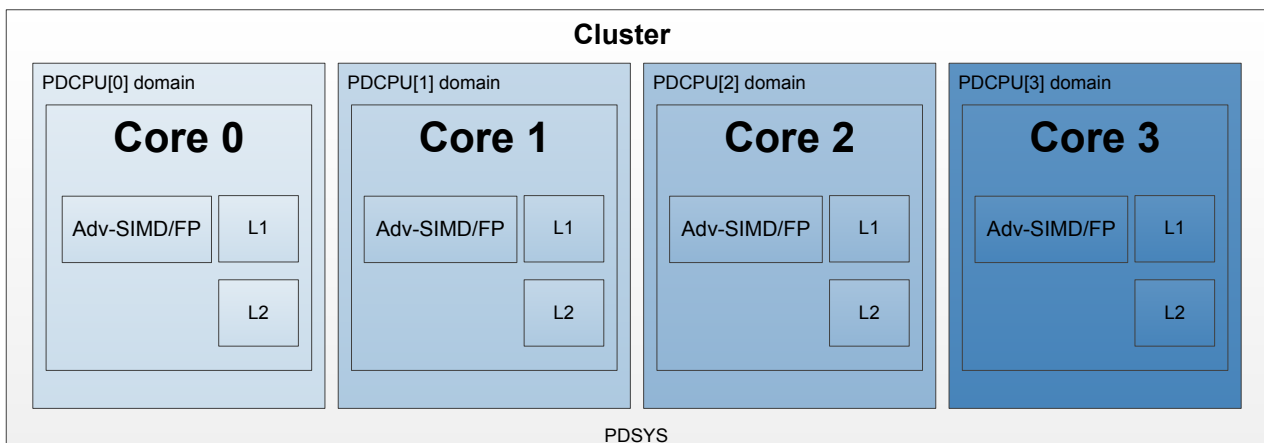 Cluster
PDCPU[0] domain
Core 0
Adv-SIMD/FP
L1
L2
PDCPU[1] domain
Core 1
Adv-SIMD/FP
L1
L2
PDCPU[2] domain
Core 2
Adv-SIMD/FP
L1
L2
PDCPU[3] domain
Core 3
Adv-SIMD/FP
L1
L2
PDSYS